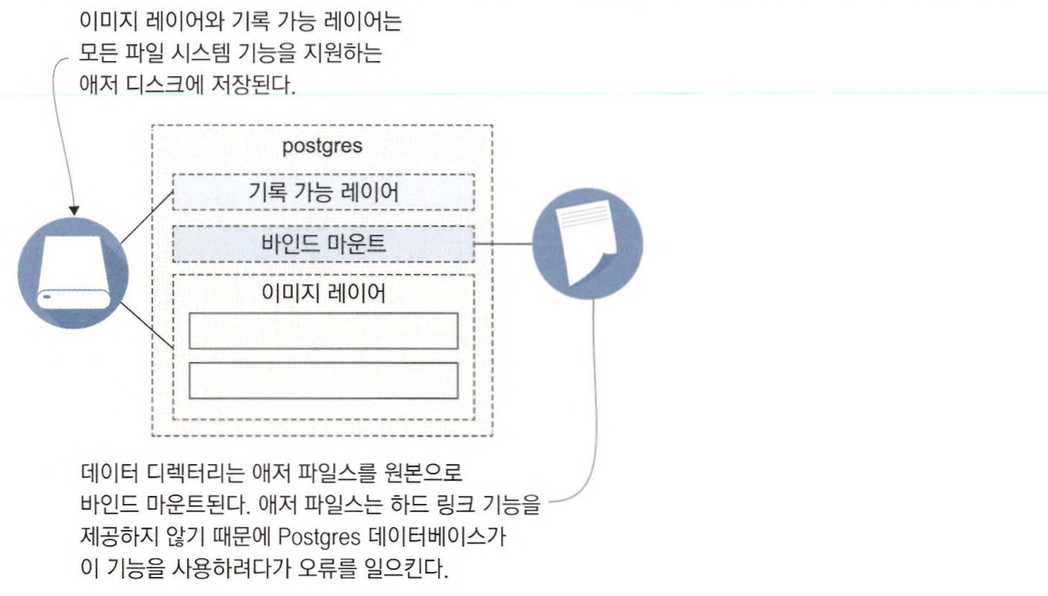 이미지 레이어와 기록 가능 레이어는
모든 파일 시스템 기능을 지원하는
애저 디스크에 저장된다.
postgres
기록 가능 레이어
바인드 마운트
이미지 레이어
데이터 디렉터리는 애저 파일스를 원본으로
바인드 마운트된다. 애저 파일스는 하드 링크 기능을
제공하지 않기 때문에 Postgres 데이터베이스가
이 기능을 사용하려다가 오류를 일으킨다.